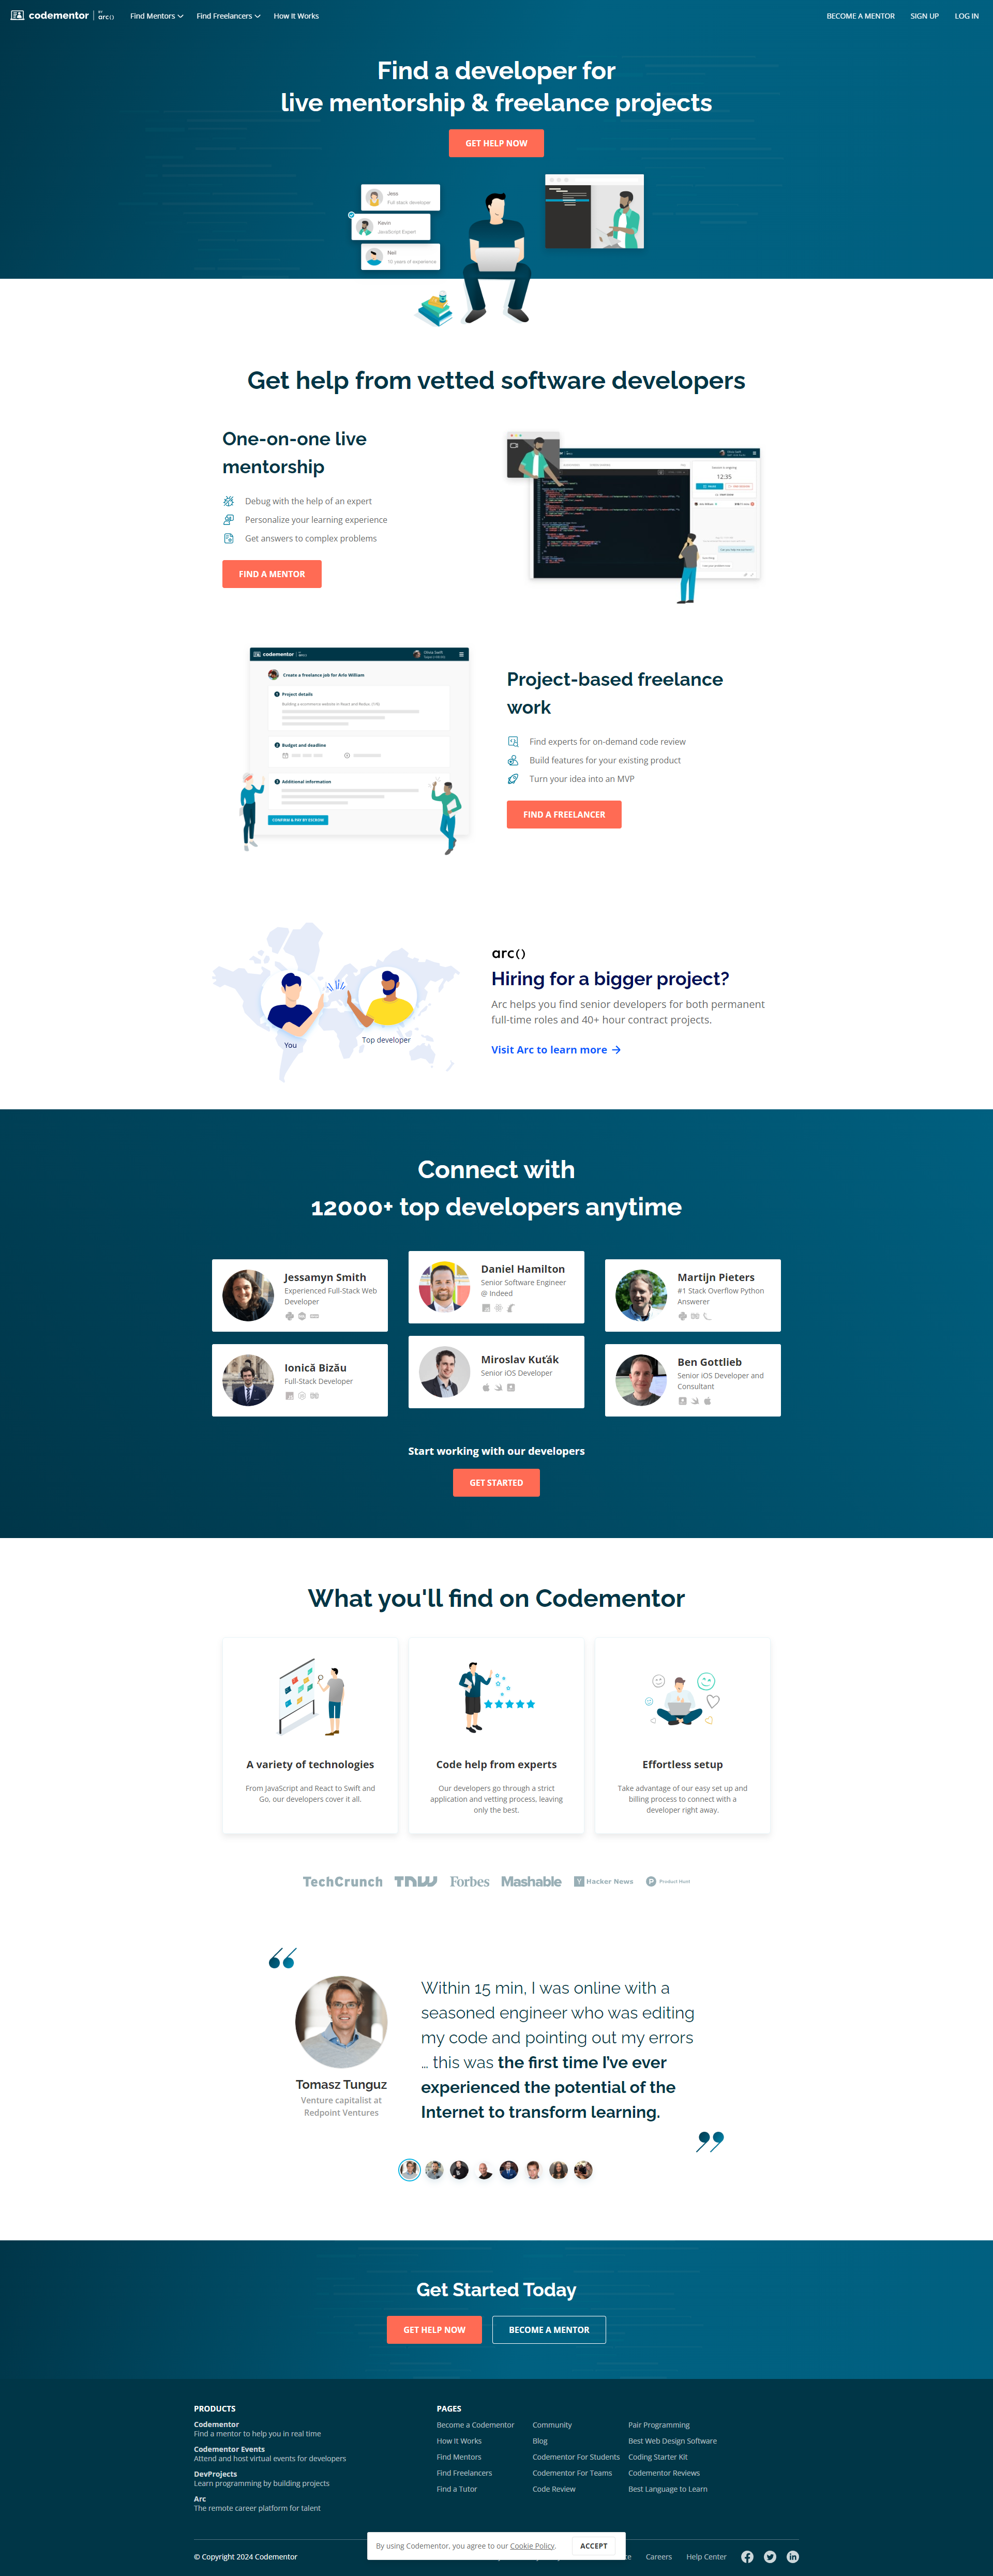 codementor BY arc() Find Mentors Find Freelancers How It Works BECOME A MENTOR SIGN UP LOG IN
Find a developer for
live mentorship & freelance projects
GET HELP NOW
Jess
Full stack developer
Kevin
JavaScript Expert
Neil
10 years of experience
Get help from vetted software developers
One-on-one live
mentorship
Debug with the help of an expert
Personalize your learning experience
Get answers to complex problems
FIND A MENTOR
12:35
codementor
Create a freelance job for Arlo William
1 Project details
Building a ecommerce website in React and Redux. (1/6)
2 Budget and deadline
3 Additional information
CONFIRM & PAY BY ESCROW
Project-based freelance
work
Find experts for on-demand code review
Build features for your existing product
Turn your idea into an MVP
FIND A FREELANCER
You
Top developer
arc()
Hiring for a bigger project?
Arc helps you find senior developers for both permanent
full-time roles and 40+ hour contract projects.
Visit Arc to learn more →
Connect with
12000+ top developers anytime
Jessamyn Smith
Experienced Full-Stack Web
Developer
Daniel Hamilton
Senior Software Engineer
@ Indeed
Martijn Pieters
#1 Stack Overflow Python
Answerer
Ionică Bizău
Full-Stack Developer
Miroslav Kuťák
Senior iOS Developer
Ben Gottlieb
Senior iOS Developer and
Consultant
Start working with our developers
GET STARTED
What you'll find on Codementor
A variety of technologies
From JavaScript and React to Swift and
Go, our developers cover it all.
Code help from experts
Our developers go through a strict
application and vetting process, leaving
only the best.
Effortless setup
Take advantage of our easy set up and
billing process to connect with a
developer right away.
TechCrunch TNW Forbes Mashable Y Hacker News P Product Hunt
Within 15 min, I was online with a
seasoned engineer who was editing
my code and pointing out my errors
... this was the first time I've ever
experienced the potential of the
Internet to transform learning.
Tomasz Tunguz
Venture capitalist at
Redpoint Ventures
Get Started Today
GET HELP NOW BECOME A MENTOR
PRODUCTS
Codementor
Find a mentor to help you in real time
Codementor Events
Attend and host virtual events for developers
DevProjects
Learn programming by building projects
Arc
The remote career platform for talent
PAGES
Become a Codementor Community Pair Programming
How It Works Blog Best Web Design Software
Find Mentors Codementor For Students Coding Starter Kit
Find Freelancers Codementor For Teams Codementor Reviews
Find a Tutor Code Review Best Language to Learn
By using Codementor, you agree to our Cookie Policy. ACCEPT
© Copyright 2024 Codementor Careers Help Center